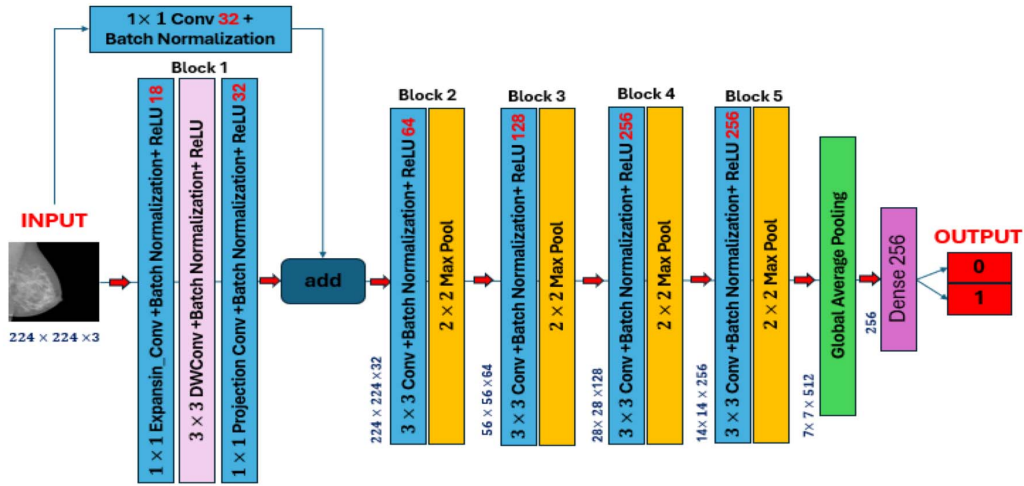 1× 1 Conv 32 +
Batch Normalization
Block 1
1 × 1 Expansin_Conv +Batch Normalization+ ReLU 18
3 × 3 DWConv +Batch Normalization+ ReLU
1 × 1 Projection Conv +Batch Normalization+ ReLU 32
INPUT
224 × 224 ×3
add
224 × 224 ×32
Block 2
3 × 3 Conv +Batch Normalization+ ReLU 64
2 × 2 Max Pool
56 × 56 ×64
Block 3
3 × 3 Conv +Batch Normalization+ ReLU 128
2 × 2 Max Pool
28× 28 ×128
Block 4
3 × 3 Conv +Batch Normalization+ ReLU 256
2 × 2 Max Pool
14× 14 × 256
Block 5
3 × 3 Conv +Batch Normalization+ ReLU 256
2 × 2 Max Pool
7× 7 × 512
Global Average Pooling
256
Dense 256
OUTPUT
0
1